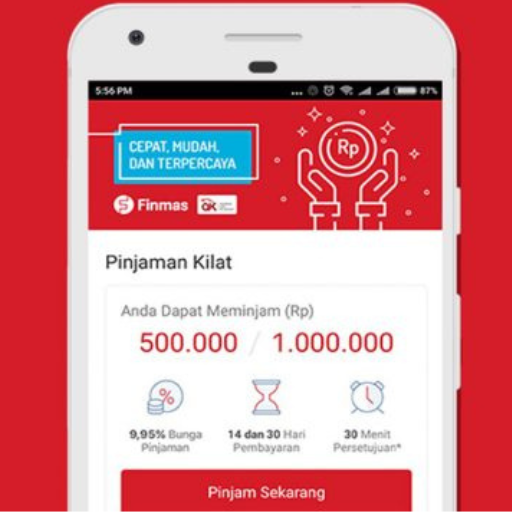 5:56 PM
87%
CEPAT, MUDAH,
DAN TERPERCAYA
Rp
Finmas
Pinjaman Kilat
Anda Dapat Meminjam (Rp)
500.000 / 1.000.000
%
9,95% Bunga
Pinjaman
14 dan 30 Hari
Pembayaran
30 Menit
Persetujuan*
Pinjam Sekarang